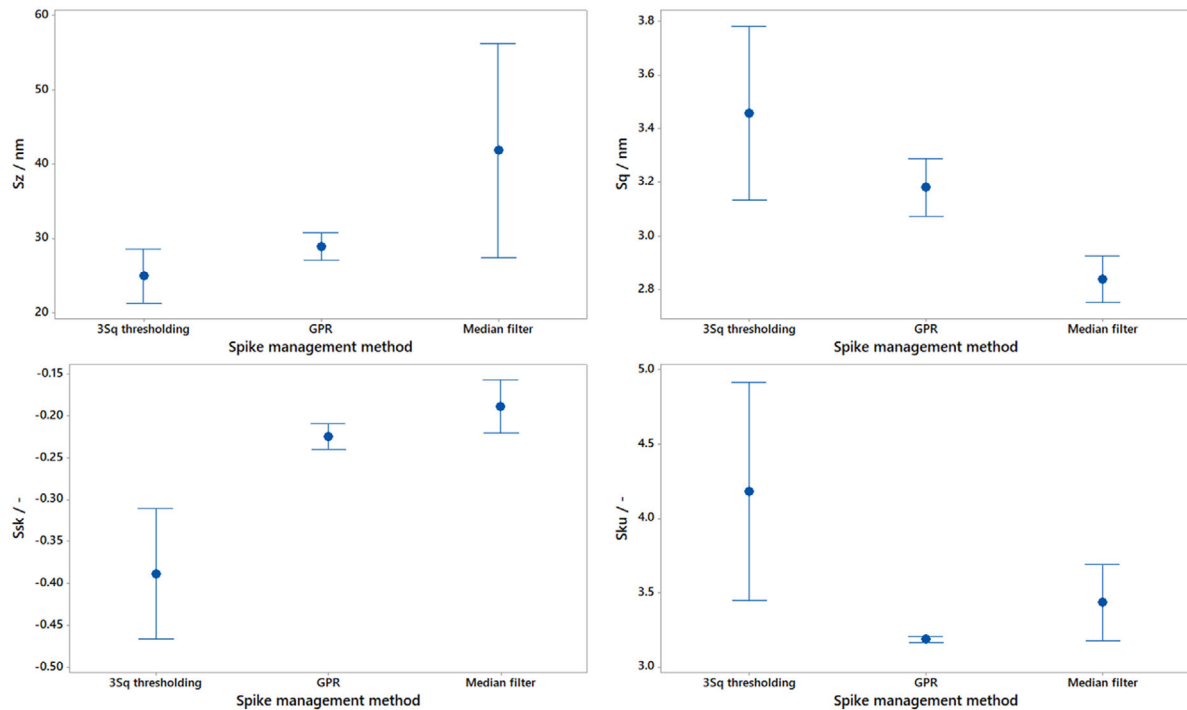 60
50
40
30
20
Sz / nm
3Sq thresholding GPR Median filter
Spike management method
3.8
3.6
3.4
3.2
3.0
2.8
Sq / nm
3Sq thresholding GPR Median filter
Spike management method
-0.15
-0.20
-0.25
-0.30
-0.35
-0.40
-0.45
-0.50
Ssk / -
3Sq thresholding GPR Median filter
Spike management method
5.0
4.5
4.0
3.5
3.0
Sku / -
3Sq thresholding GPR Median filter
Spike management method